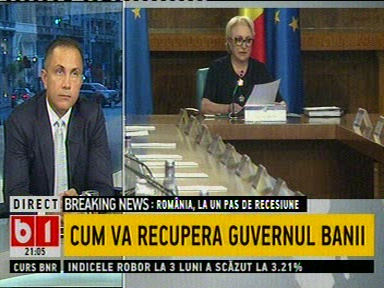 DIRECT
BREAKING NEWS : ROMÂNIA, LA UN PAS DE RECESIUNE
B1
21:05
CUM VA RECUPERA GUVERNUL BANII
CURS BNR
INDICELE ROBOR LA 3 LUNI A SCĂZUT LA 3.21%